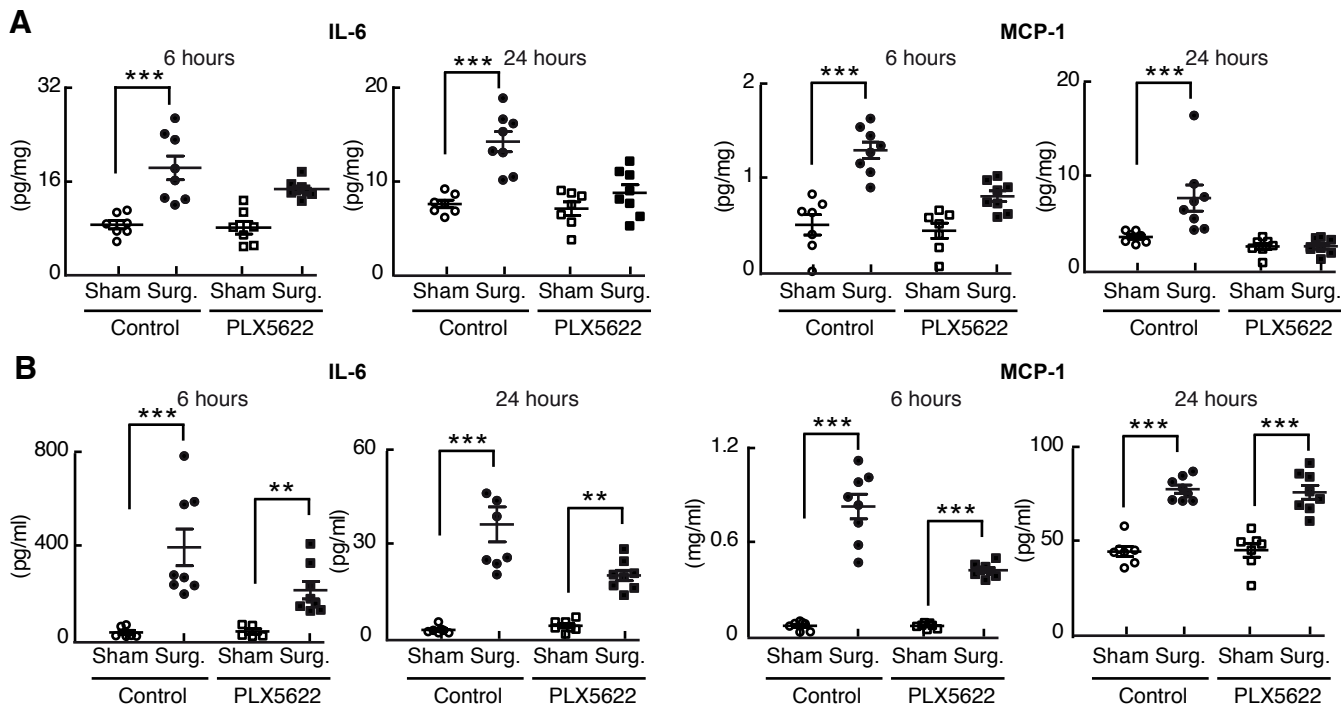 A
IL-6
MCP-1
6 hours
24 hours
6 hours
24 hours
***
***
***
***
32
16
0
(pg/mg)
20
10
0
(pg/mg)
2
1
0
(pg/mg)
20
10
0
(pg/mg)
Sham Surg. Sham Surg.
Control PLX5622
Sham Surg. Sham Surg.
Control PLX5622
Sham Surg. Sham Surg.
Control PLX5622
Sham Surg. Sham Surg.
Control PLX5622
B
IL-6
MCP-1
6 hours
24 hours
6 hours
24 hours
***
**
***
**
***
***
***
***
800
400
0
(pg/ml)
60
30
0
(pg/ml)
1.2
0.6
0
(mg/ml)
100
50
0
(pg/ml)
Sham Surg. Sham Surg.
Control PLX5622
Sham Surg. Sham Surg.
Control PLX5622
Sham Surg. Sham Surg.
Control PLX5622
Sham Surg. Sham Surg.
Control PLX5622